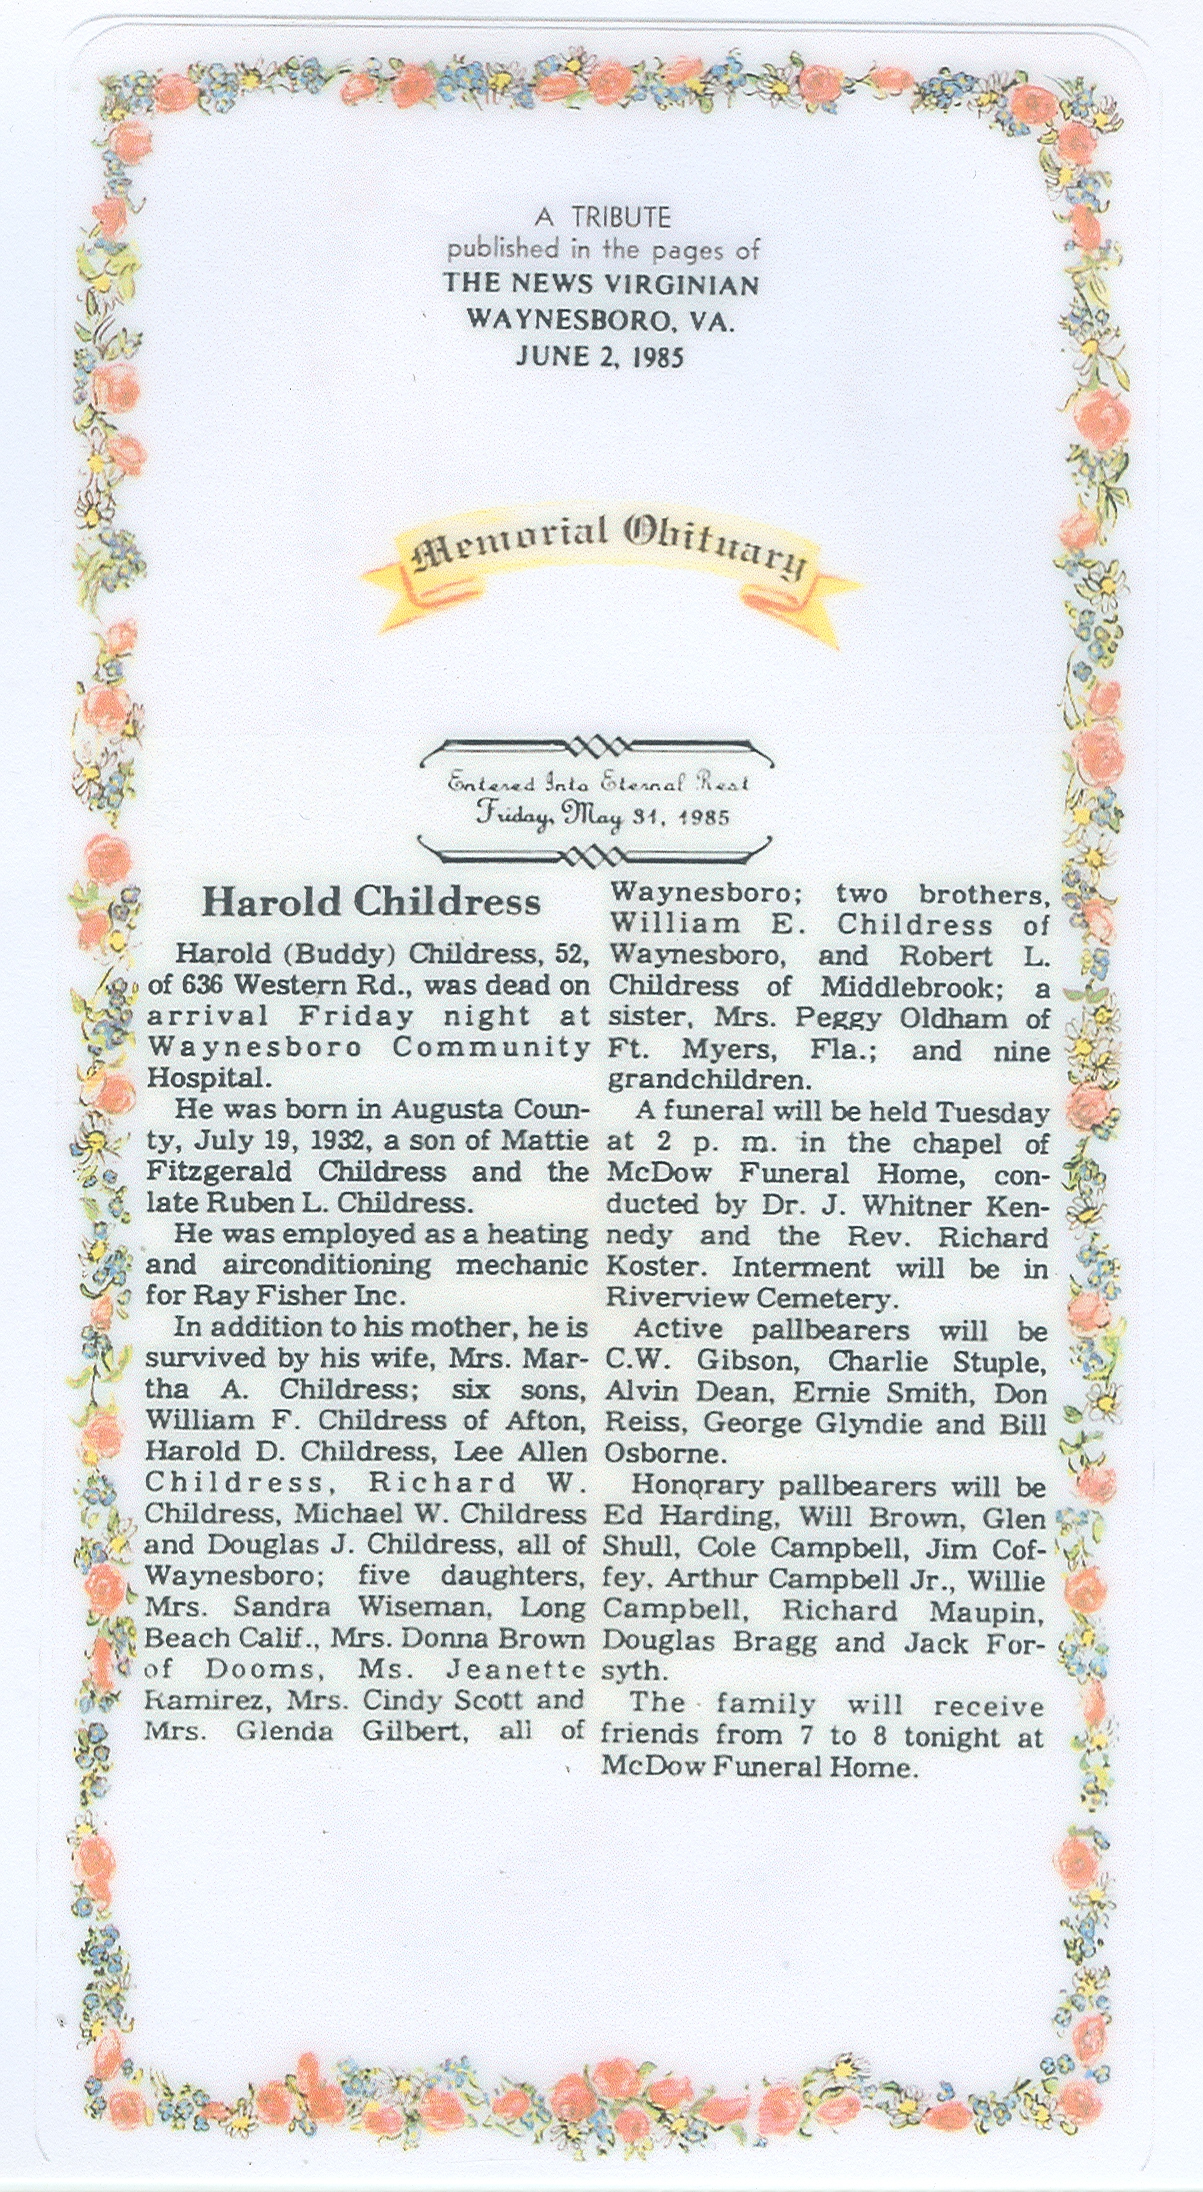 A TRIBUTE
published in the pages of
THE NEWS VIRGINIAN
WAYNESBORO, VA.
JUNE 2, 1985
Memorial Obituary
Entered Into Eternal Rest
Friday, May 31, 1985
Harold Childress
Harold (Buddy) Childress, 52,
of 636 Western Rd., was dead on
arrival Friday night at
Waynesboro Community
Hospital.
He was born in Augusta Coun-
ty, July 19, 1932, a son of Mattie
Fitzgerald Childress and the
late Ruben L. Childress.
He was employed as a heating
and airconditioning mechanic
for Ray Fisher Inc.
In addition to his mother, he is
survived by his wife, Mrs. Mar-
tha A. Childress; six sons,
William F. Childress of Afton,
Harold D. Childress, Lee Allen
Childress, Richard W.
Childress, Michael W. Childress
and Douglas J. Childress, all of
Waynesboro; five daughters,
Mrs. Sandra Wiseman, Long
Beach Calif., Mrs. Donna Brown
of Dooms, Ms. Jeanette
Ramirez, Mrs. Cindy Scott and
Mrs. Glenda Gilbert, all of
Waynesboro; two brothers,
William E. Childress of
Waynesboro, and Robert L.
Childress of Middlebrook; a
sister, Mrs. Peggy Oldham of
Ft. Myers, Fla.; and nine
grandchildren.
A funeral will be held Tuesday
at 2 p. m. in the chapel of
McDow Funeral Home, con-
ducted by Dr. J. Whitner Ken-
nedy and the Rev. Richard
Koster. Interment will be in
Riverview Cemetery.
Active pallbearers will be
C.W. Gibson, Charlie Stuple,
Alvin Dean, Ernie Smith, Don
Reiss, George Glyndie and Bill
Osborne.
Honorary pallbearers will be
Ed Harding, Will Brown, Glen
Shull, Cole Campbell, Jim Cof-
fey, Arthur Campbell Jr., Willie
Campbell, Richard Maupin,
Douglas Bragg and Jack For-
syth.
The family will receive
friends from 7 to 8 tonight at
McDow Funeral Home.